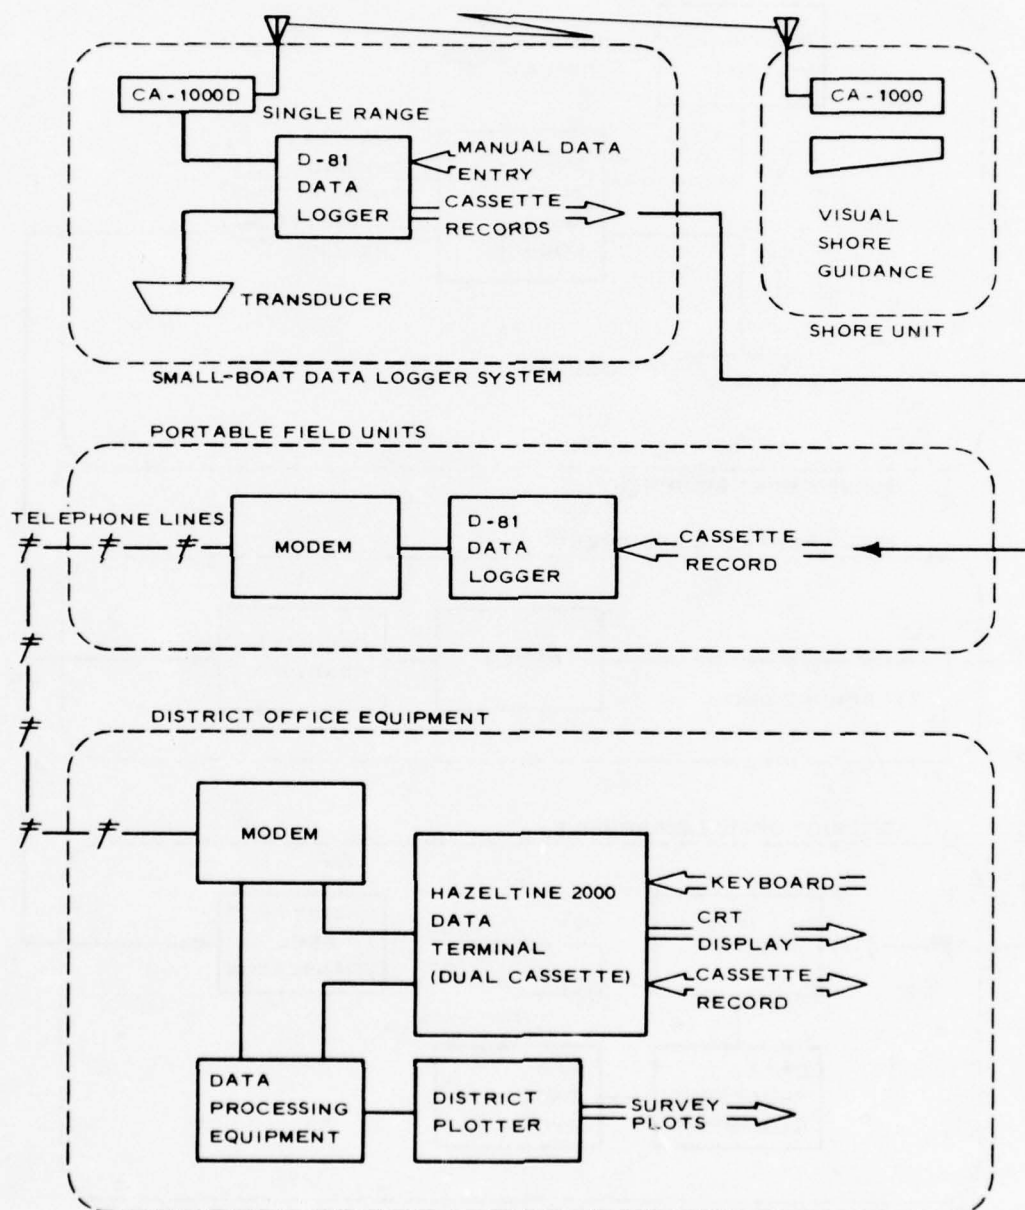 CA-1000D
SINGLE RANGE
D-81
DATA
LOGGER
MANUAL DATA
ENTRY
CASSETTE
RECORDS
TRANSDUCER
SMALL-BOAT DATA LOGGER SYSTEM
CA-1000
VISUAL
SHORE
GUIDANCE
SHORE UNIT
PORTABLE FIELD UNITS
TELEPHONE LINES
MODEM
D-81
DATA
LOGGER
CASSETTE
RECORD
DISTRICT OFFICE EQUIPMENT
MODEM
HAZELTINE 2000
DATA
TERMINAL
(DUAL CASSETTE)
KEYBOARD
CRT
DISPLAY
CASSETTE
RECORD
DATA
PROCESSING
EQUIPMENT
DISTRICT
PLOTTER
SURVEY
PLOTS